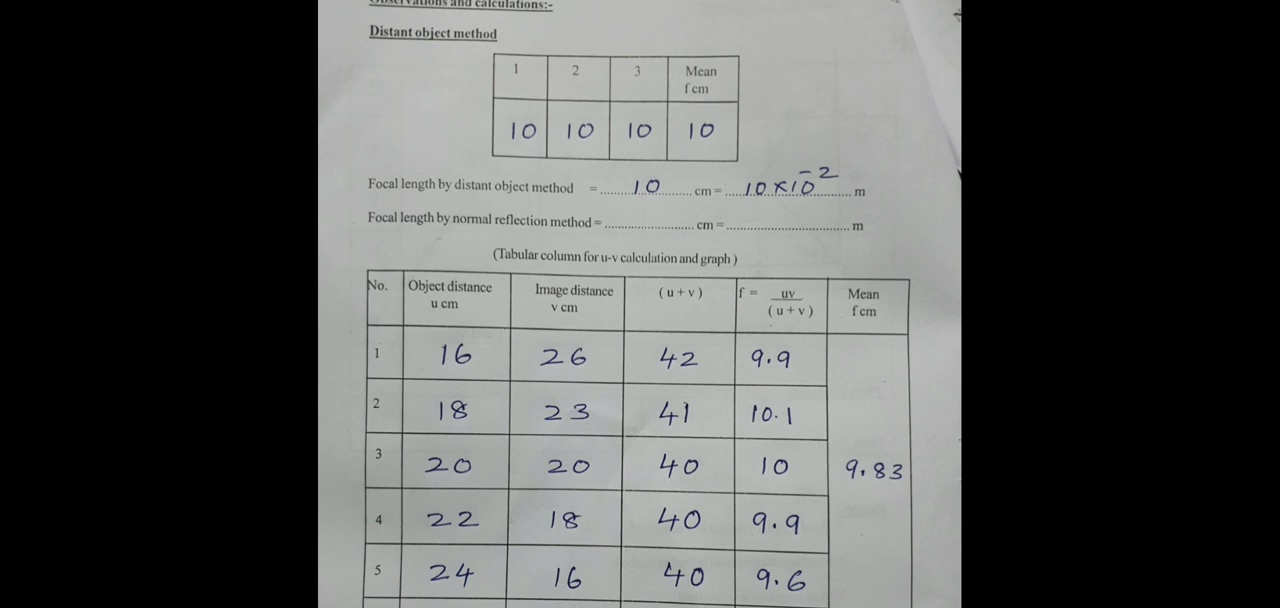 Observations and calculations:-
Distant object method
1 2 3 Mean f cm
10 10 10 10
Focal length by distant object method = 10 cm = 10 x 10⁻² m
Focal length by normal reflection method = .......................... cm = ................................... m
(Tabular column for u-v calculation and graph )
No. Object distance u cm Image distance v cm ( u + v ) f = uv / ( u + v ) Mean f cm
1 16 26 42 9.9
2 18 23 41 10.1
3 20 20 40 10 9.83
4 22 18 40 9.9
5 24 16 40 9.6